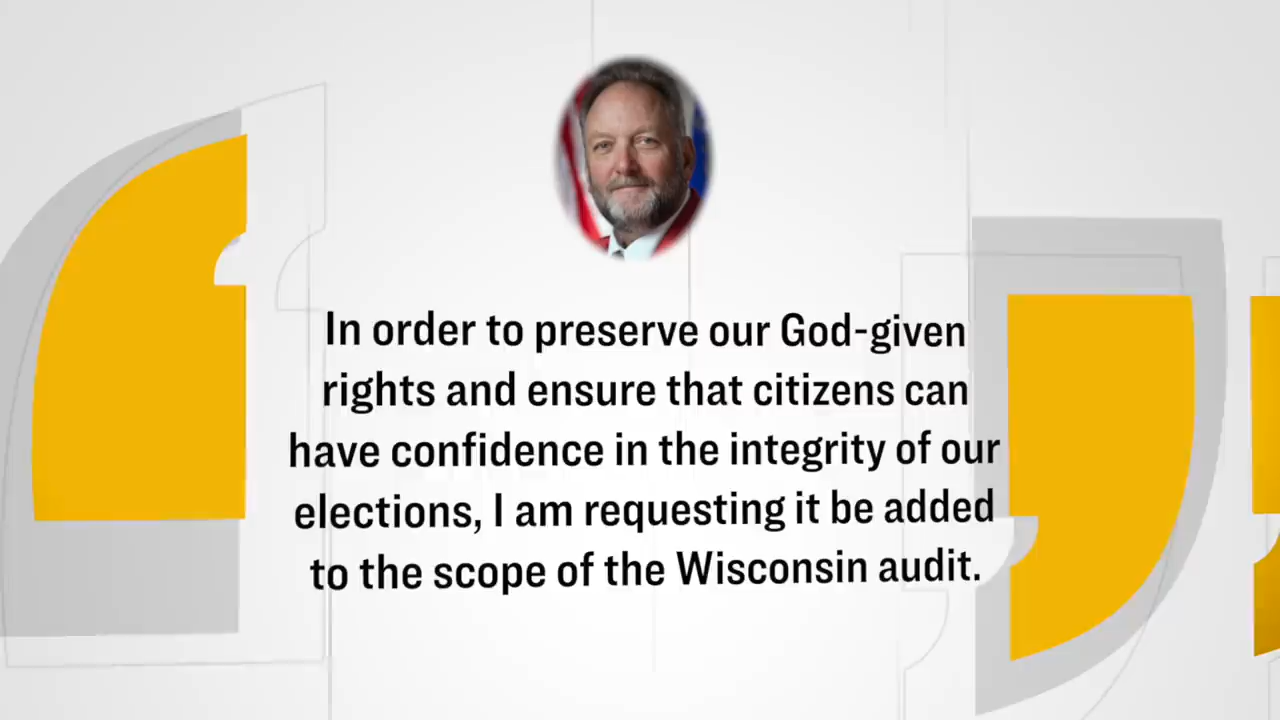 In order to preserve our God-given
rights and ensure that citizens can
have confidence in the integrity of our
elections, I am requesting it be added
to the scope of the Wisconsin audit.